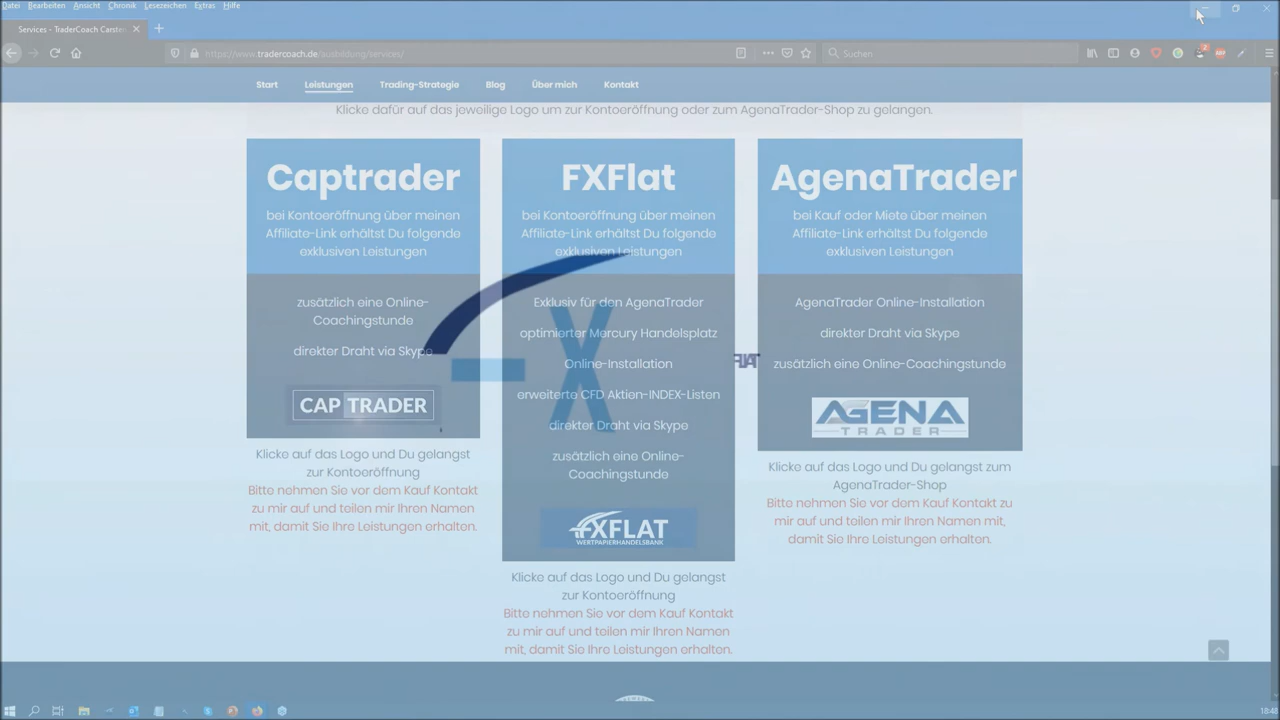 Datei Bearbeiten Ansicht Chronik Lesezeichen Extras Hilfe
Services - TraderCoach Carsten
https://www.tradercoach.de/ausbildung/services/
Suchen
2
ABP
Start Leistungen Trading-Strategie Blog Über mich Kontakt
Klicke dafür auf das jeweilige Logo um zur Kontoeröffnung oder zum AgenaTrader-Shop zu gelangen.
Captrader
bei Kontoeröffnung über meinen
Affiliate-Link erhältst Du folgende
exklusiven Leistungen
zusätzlich eine Online-
Coachingstunde
direkter Draht via Skype
CAP TRADER
Klicke auf das Logo und Du gelangst
zur Kontoeröffnung
Bitte nehmen Sie vor dem Kauf Kontakt
zu mir auf und teilen mir Ihren Namen
mit, damit Sie Ihre Leistungen erhalten.
FXFlat
bei Kontoeröffnung über meinen
Affiliate-Link erhältst Du folgende
exklusiven Leistungen
Exklusiv für den AgenaTrader
optimierter Mercury Handelsplatz
Online-Installation
erweiterte CFD Aktien-INDEX-Listen
direkter Draht via Skype
zusätzlich eine Online-
Coachingstunde
FXFLAT
WERTPAPIERHANDELSBANK
Klicke auf das Logo und Du gelangst
zur Kontoeröffnung
Bitte nehmen Sie vor dem Kauf Kontakt
zu mir auf und teilen mir Ihren Namen
mit, damit Sie Ihre Leistungen erhalten.
AgenaTrader
bei Kauf oder Miete über meinen
Affiliate-Link erhältst Du folgende
exklusiven Leistungen
AgenaTrader Online-Installation
direkter Draht via Skype
zusätzlich eine Online-Coachingstunde
AGENA
TRADER
Klicke auf das Logo und Du gelangst zum
AgenaTrader-Shop
Bitte nehmen Sie vor dem Kauf Kontakt zu
mir auf und teilen mir Ihren Namen mit,
damit Sie Ihre Leistungen erhalten.
X